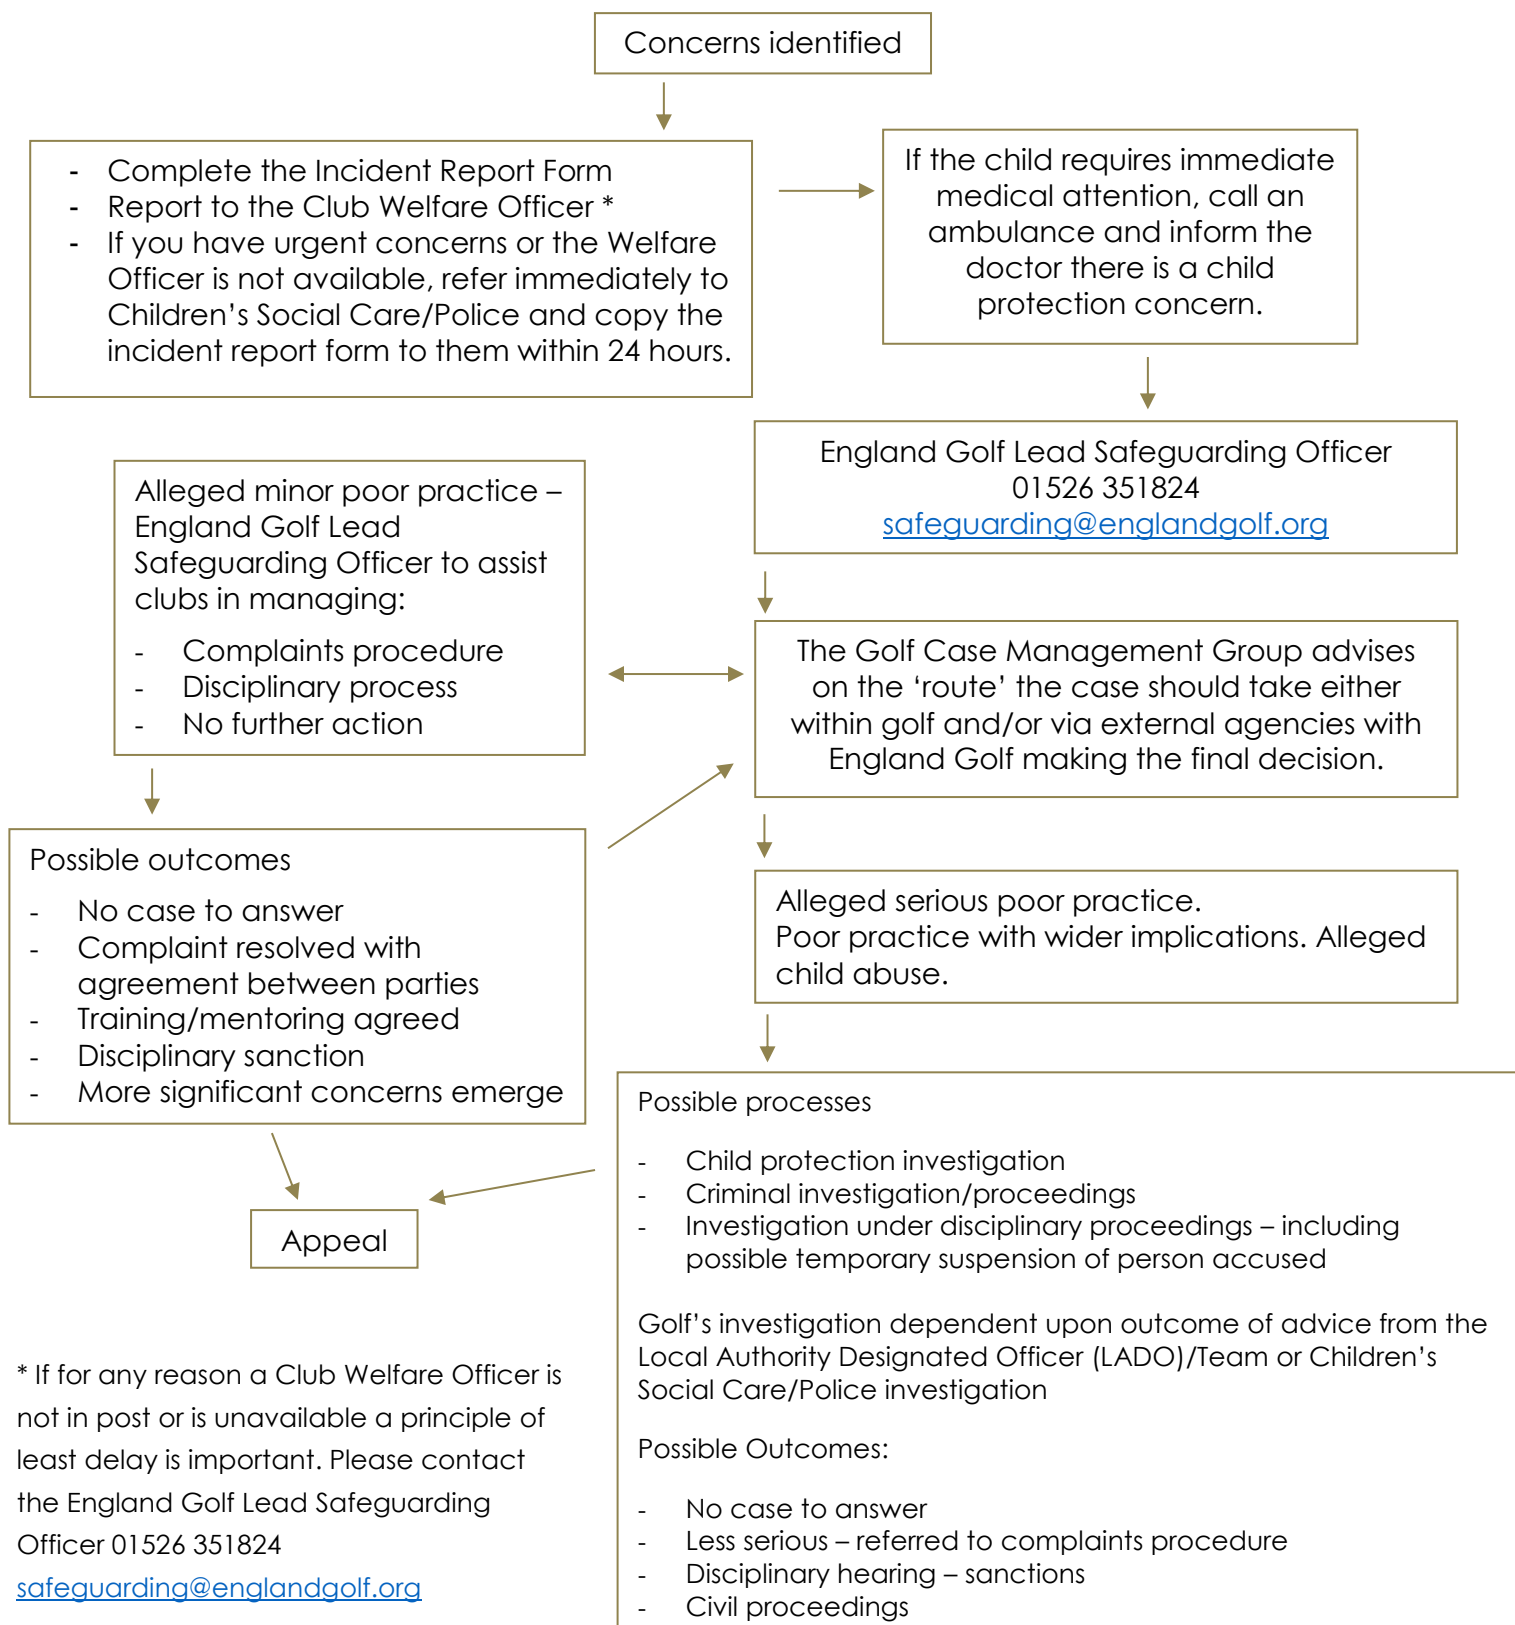 Concerns identified
- Complete the Incident Report Form
- Report to the Club Welfare Officer *
- If you have urgent concerns or the Welfare
Officer is not available, refer immediately to
Children’s Social Care/Police and copy the
incident report form to them within 24 hours.
If the child requires immediate
medical attention, call an
ambulance and inform the
doctor there is a child
protection concern.
England Golf Lead Safeguarding Officer
01526 351824
safeguarding@englandgolf.org
Alleged minor poor practice –
England Golf Lead
Safeguarding Officer to assist
clubs in managing:
- Complaints procedure
- Disciplinary process
- No further action
The Golf Case Management Group advises
on the ‘route’ the case should take either
within golf and/or via external agencies with
England Golf making the final decision.
Possible outcomes
- No case to answer
- Complaint resolved with
agreement between parties
- Training/mentoring agreed
- Disciplinary sanction
- More significant concerns emerge
Alleged serious poor practice.
Poor practice with wider implications. Alleged
child abuse.
Appeal
Possible processes
- Child protection investigation
- Criminal investigation/proceedings
- Investigation under disciplinary proceedings – including
possible temporary suspension of person accused
Golf’s investigation dependent upon outcome of advice from the
Local Authority Designated Officer (LADO)/Team or Children’s
Social Care/Police investigation
Possible Outcomes:
- No case to answer
- Less serious – referred to complaints procedure
- Disciplinary hearing – sanctions
- Civil proceedings
* If for any reason a Club Welfare Officer is
not in post or is unavailable a principle of
least delay is important. Please contact
the England Golf Lead Safeguarding
Officer 01526 351824
safeguarding@englandgolf.org